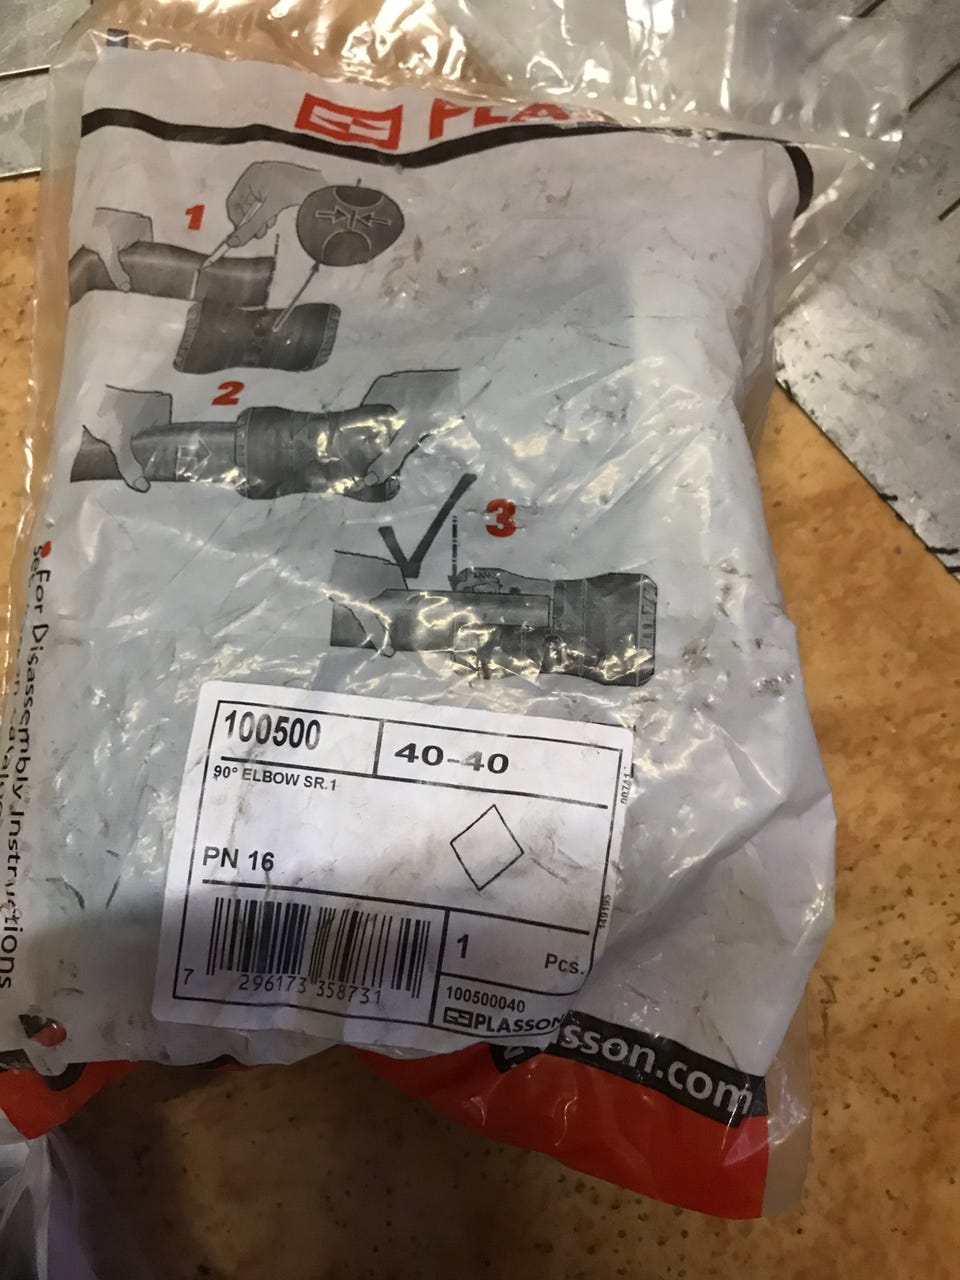 PLA
1
2
3
For Disassembly Instructions
100500
40-40
90° ELBOW SR.1
PN 16
149195
7 296173 358731
1 Pcs.
100500040
PLASSON
sson.com